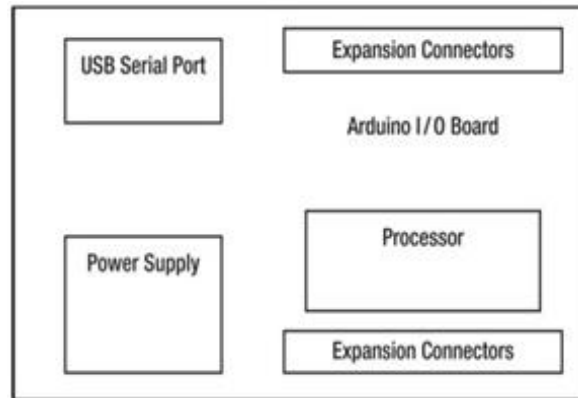 USB Serial Port
Expansion Connectors
Arduino I/O Board
Power Supply
Processor
Expansion Connectors